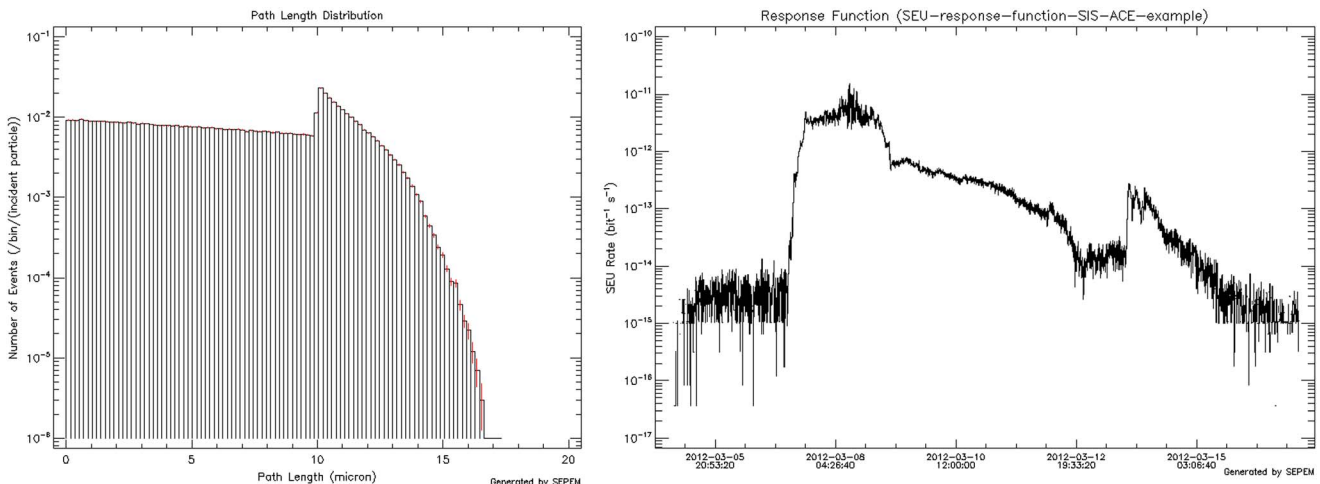 Path Length Distribution
10⁻¹
10⁻²
10⁻³
10⁻⁴
10⁻⁵
10⁻⁶
Number of Events (/bin/(incident particle))
0 5 10 15 20
Path Length (micron)
Generated by SEPEM
Response Function (SEU-response-function-SIS-ACE-example)
10⁻¹⁰
10⁻¹¹
10⁻¹²
10⁻¹³
10⁻¹⁴
10⁻¹⁵
10⁻¹⁶
10⁻¹⁷
SEU Rate (bit⁻¹ s⁻¹)
2012-03-05 2012-03-08 2012-03-10 2012-03-12 2012-03-15
20:53:20 04:26:40 12:00:00 19:33:20 03:06:40
Generated by SEPEM